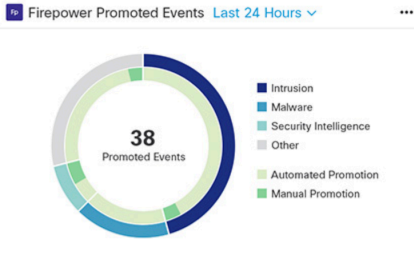 Fp Firepower Promoted Events Last 24 Hours
38
Promoted Events
Intrusion
Malware
Security Intelligence
Other
Automated Promotion
Manual Promotion